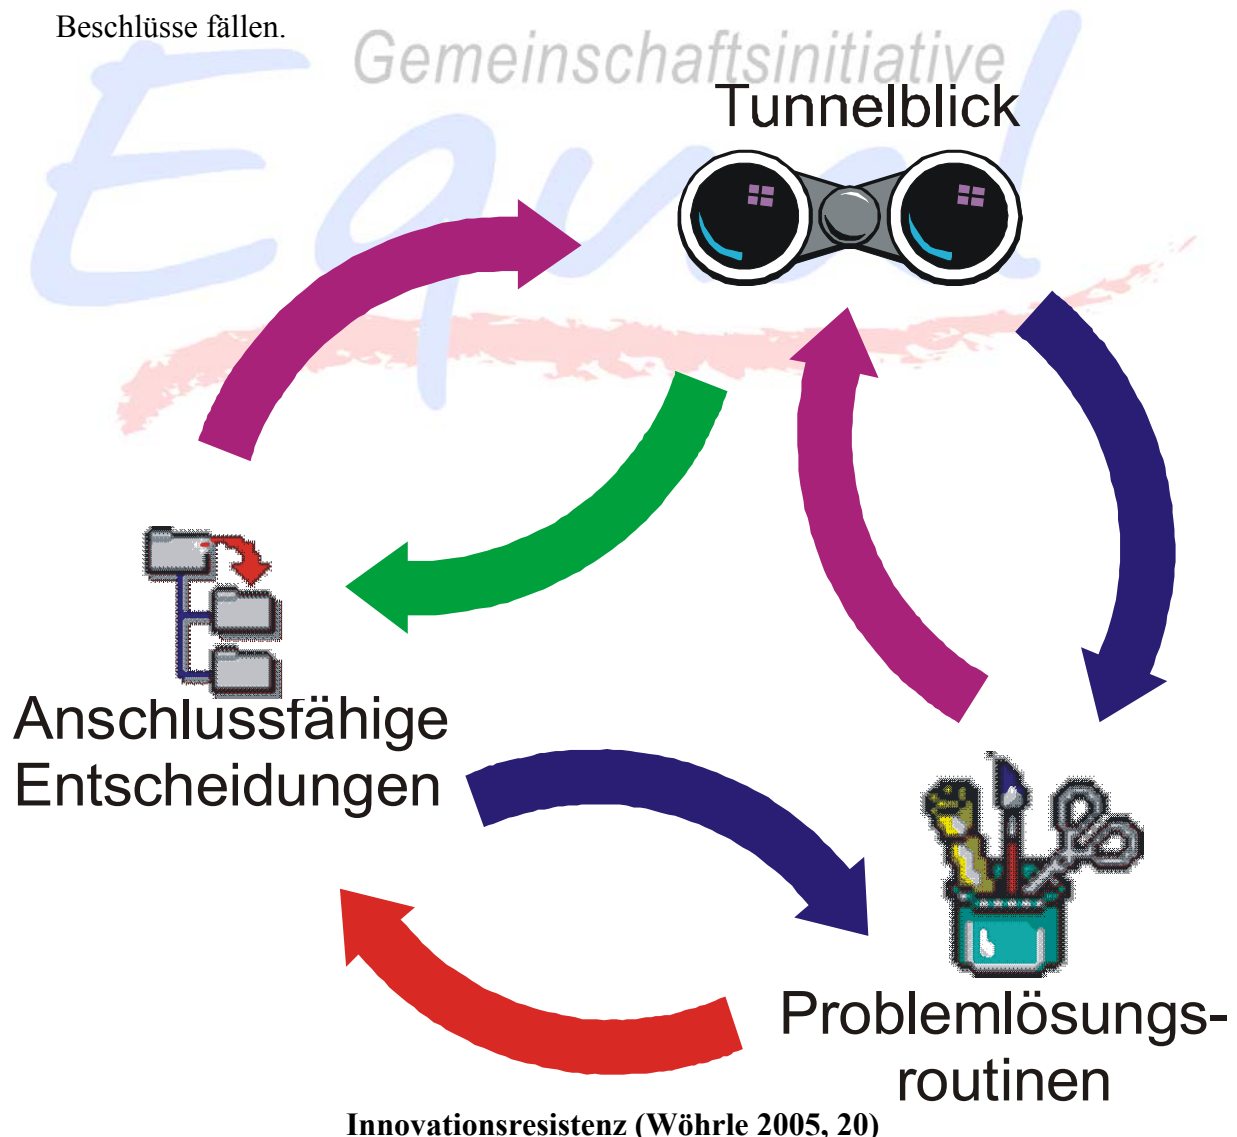 Beschlüsse fällen.
Gemeinschaftsinitiative
Equal
Tunnelblick
Anschlussfähige
Entscheidungen
Problemlösungs-
routinen
Innovationsresistenz (Wöhrle 2005, 20)